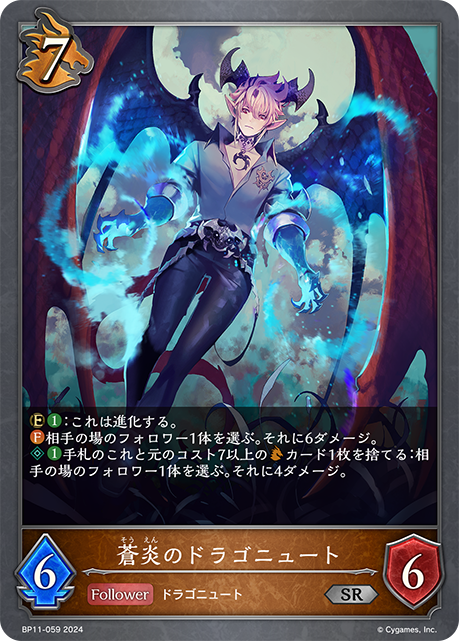 7
E 1：これは進化する。
F 相手の場のフォロワー1体を選ぶ。それに6ダメージ。
1 手札のこれと元のコスト7以上のカード1枚を捨てる：相
手の場のフォロワー1体を選ぶ。それに4ダメージ。
そうえん
蒼炎のドラゴニュート
6
Follower ドラゴニュート SR
6
BP11-059 2024 © Cygames, Inc.